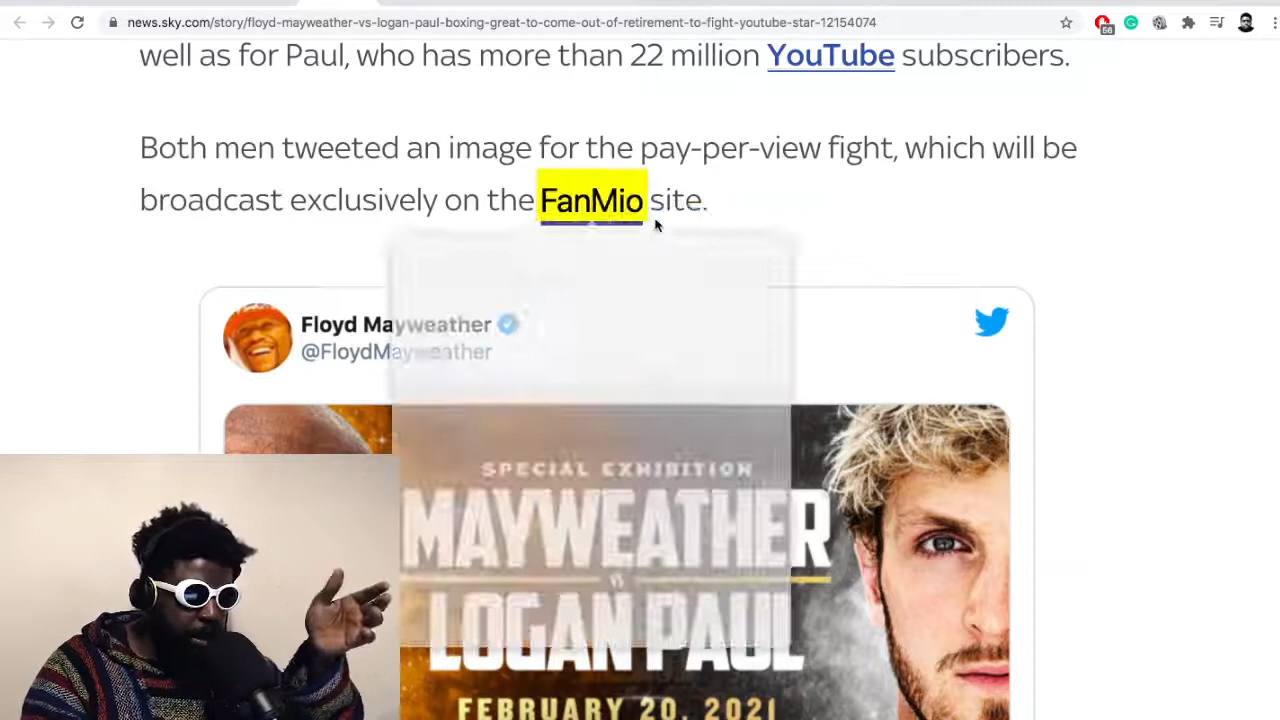 news.sky.com/story/floyd-mayweather-vs-logan-paul-boxing-great-to-come-out-of-retirement-to-fight-youtube-star-12154074
56
well as for Paul, who has more than 22 million YouTube subscribers.
Both men tweeted an image for the pay-per-view fight, which will be
broadcast exclusively on the FanMio site.
Floyd Mayweather
@FloydMayweather
SPECIAL EXHIBITION
MAYWEATHER
VS
LOGAN PAUL
FEBRUARY 20, 2021